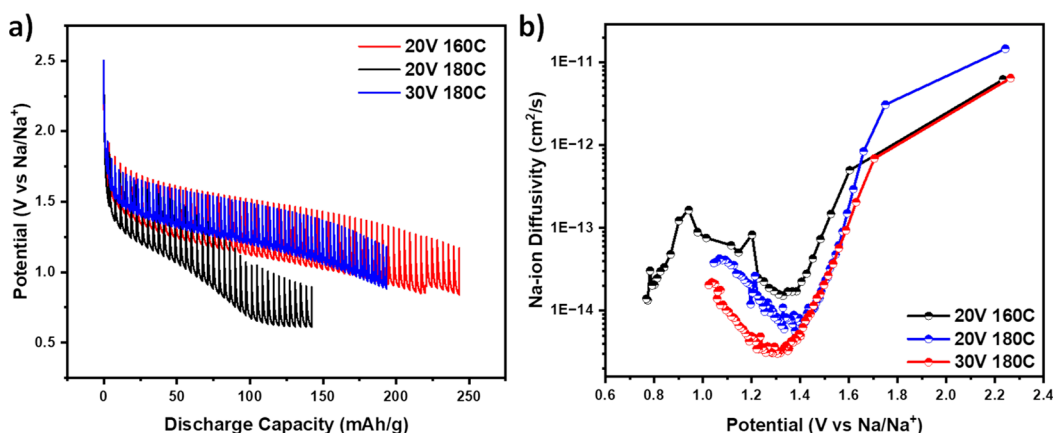 a)
20V 160C
20V 180C
30V 180C
2.5
2.0
1.5
1.0
0.5
Potential (V vs Na/Na⁺)
0 50 100 150 200 250
Discharge Capacity (mAh/g)
b)
1E-11
1E-12
1E-13
1E-14
Na-ion Diffusivity (cm²/s)
20V 160C
20V 180C
30V 180C
0.6 0.8 1.0 1.2 1.4 1.6 1.8 2.0 2.2 2.4
Potential (V vs Na/Na⁺)